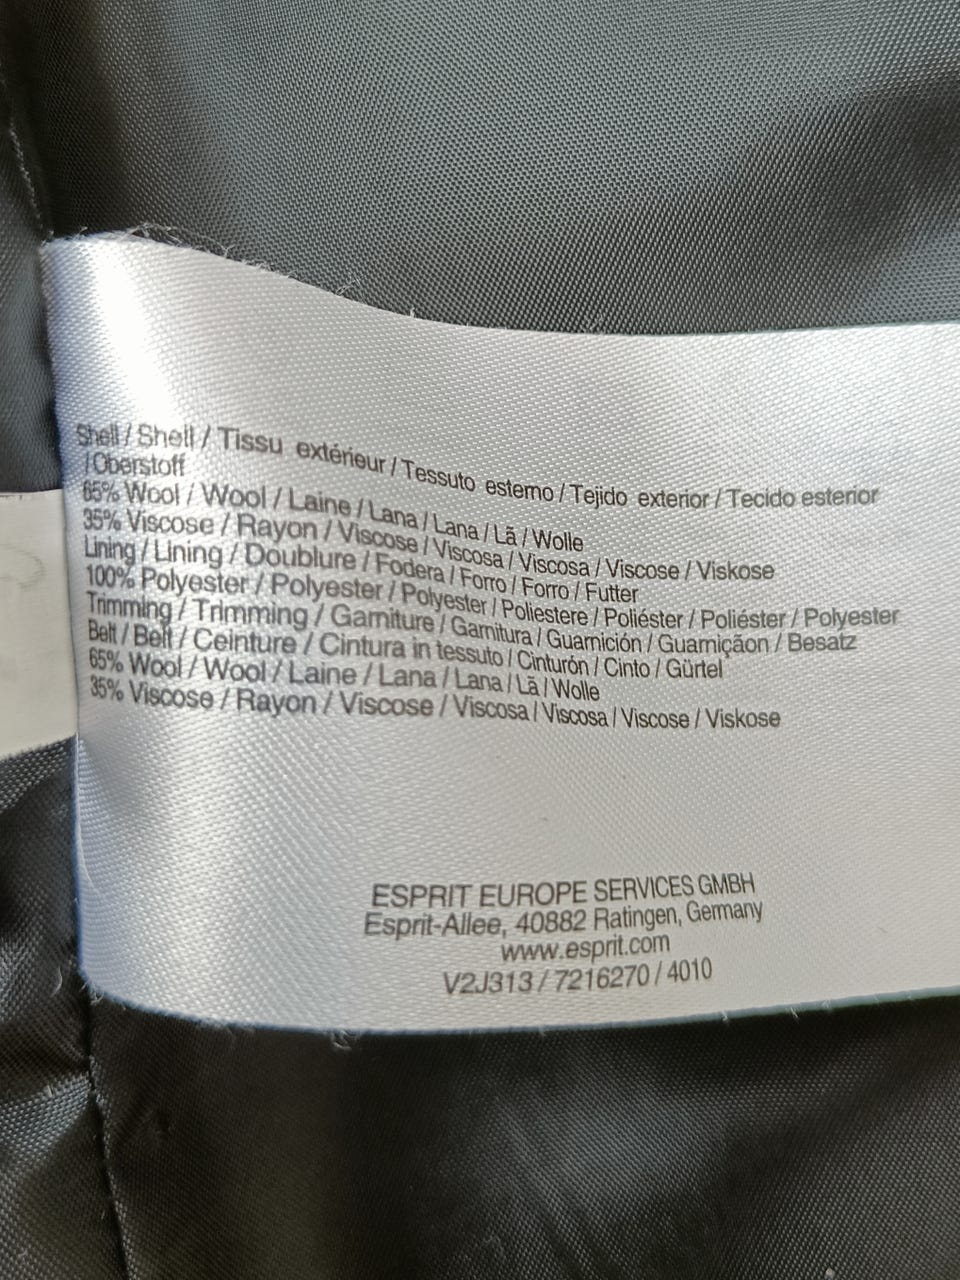 Shell / Shell / Tissu extérieur / Tessuto esterno / Tejido exterior / Tecido esterior
/ Oberstoff
65% Wool / Wool / Laine / Lana / Lana / Lã / Wolle
35% Viscose / Rayon / Viscose / Viscosa / Viscosa / Viscose / Viskose
Lining / Lining / Doublure / Fodera / Forro / Forro / Futter
100% Polyester / Polyester / Polyester / Poliestere / Poliéster / Poliéster / Polyester
Trimming / Trimming / Garniture / Garnitura / Guarnición / Guarniçãon / Besatz
Belt / Belt / Ceinture / Cintura in tessuto / Cinturón / Cinto / Gürtel
65% Wool / Wool / Laine / Lana / Lana / Lã / Wolle
35% Viscose / Rayon / Viscose / Viscosa / Viscosa / Viscose / Viskose
ESPRIT EUROPE SERVICES GMBH
Esprit-Allee, 40882 Ratingen, Germany
www.esprit.com
V2J313 / 7216270 / 4010